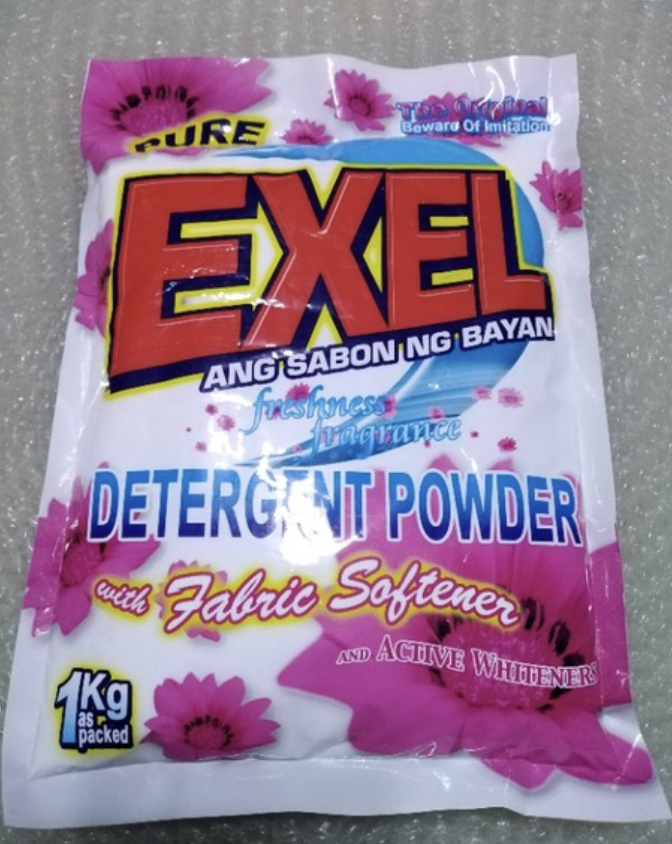 PURE
The Original
Beware Of Imitation
EXEL
ANG SABON NG BAYAN
freshness
fragrance
DETERGENT POWDER
with Fabric Softener
AND ACTIVE WHITENERS
1Kg
as
packed